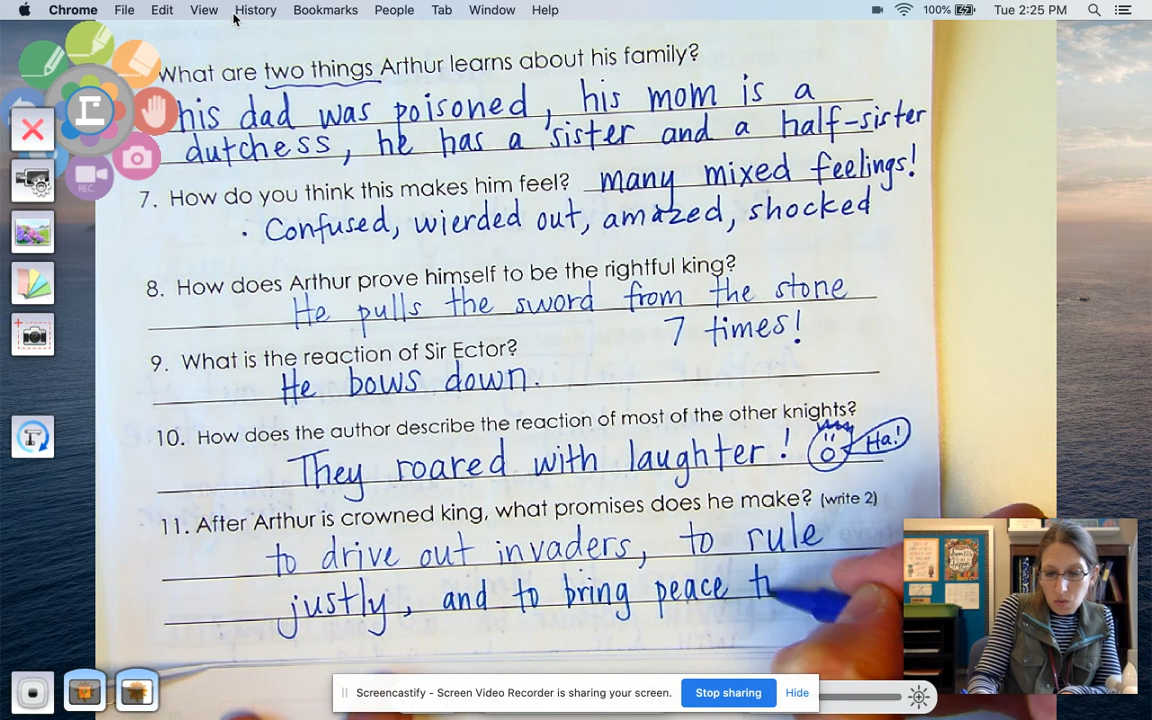 Chrome File Edit View History Bookmarks People Tab Window Help 100% Tue 2:25 PM
What are two things Arthur learns about his family?
his dad was poisoned, his mom is a
dutchess, he has a sister and a half-sister
7. How do you think this makes him feel? many mixed feelings!
· Confused, wierded out, amazed, shocked
8. How does Arthur prove himself to be the rightful king?
He pulls the sword from the stone
7 times!
9. What is the reaction of Sir Ector?
He bows down.
10. How does the author describe the reaction of most of the other knights?
They roared with laughter! Ha!
11. After Arthur is crowned king, what promises does he make? (write 2)
to drive out invaders, to rule
justly, and to bring peace t
REC
Screencastify - Screen Video Recorder is sharing your screen. Stop sharing Hide